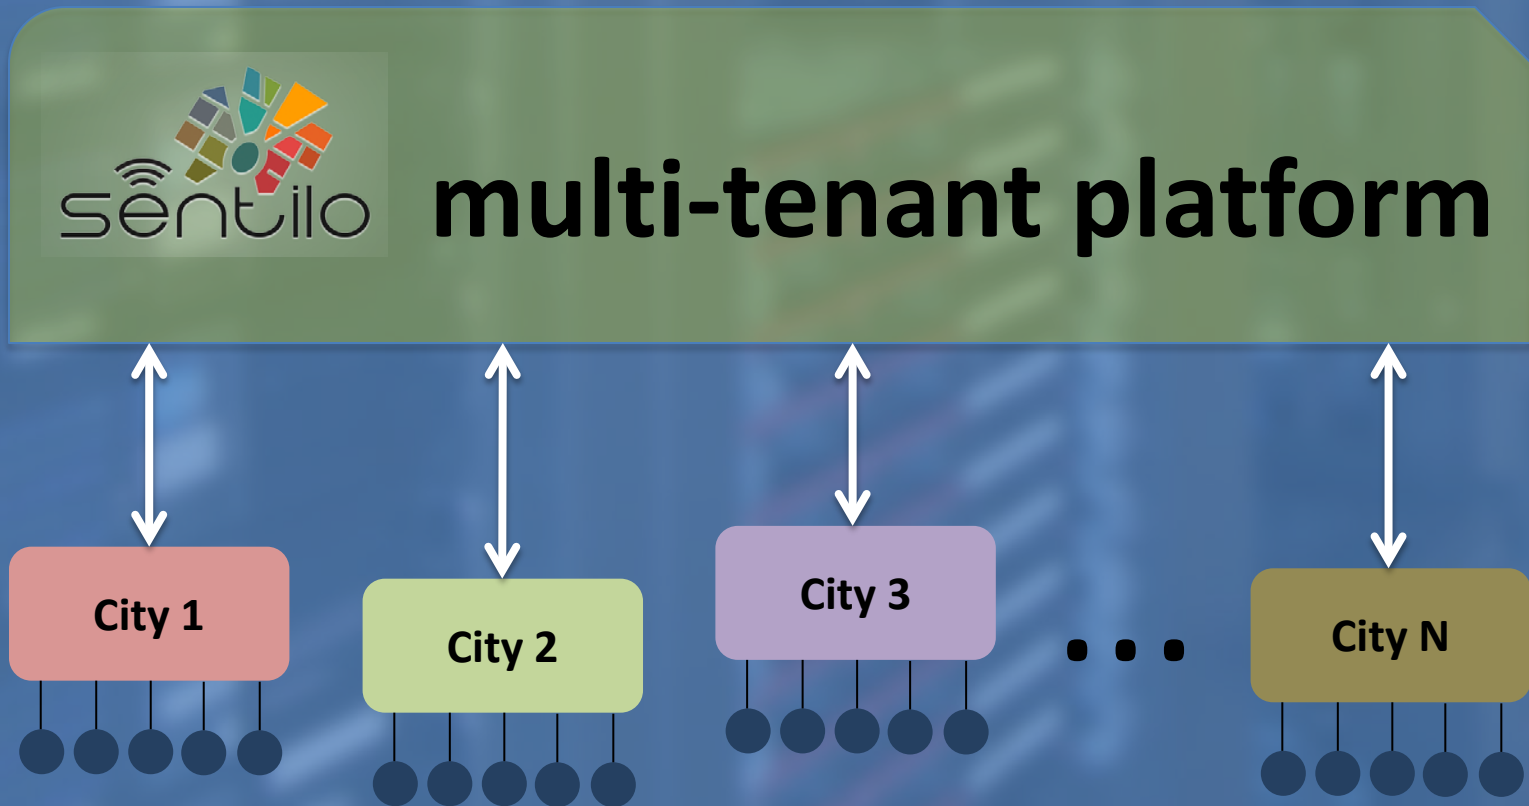 sentilo
multi-tenant platform
City 1
City 2
City 3
...
City N